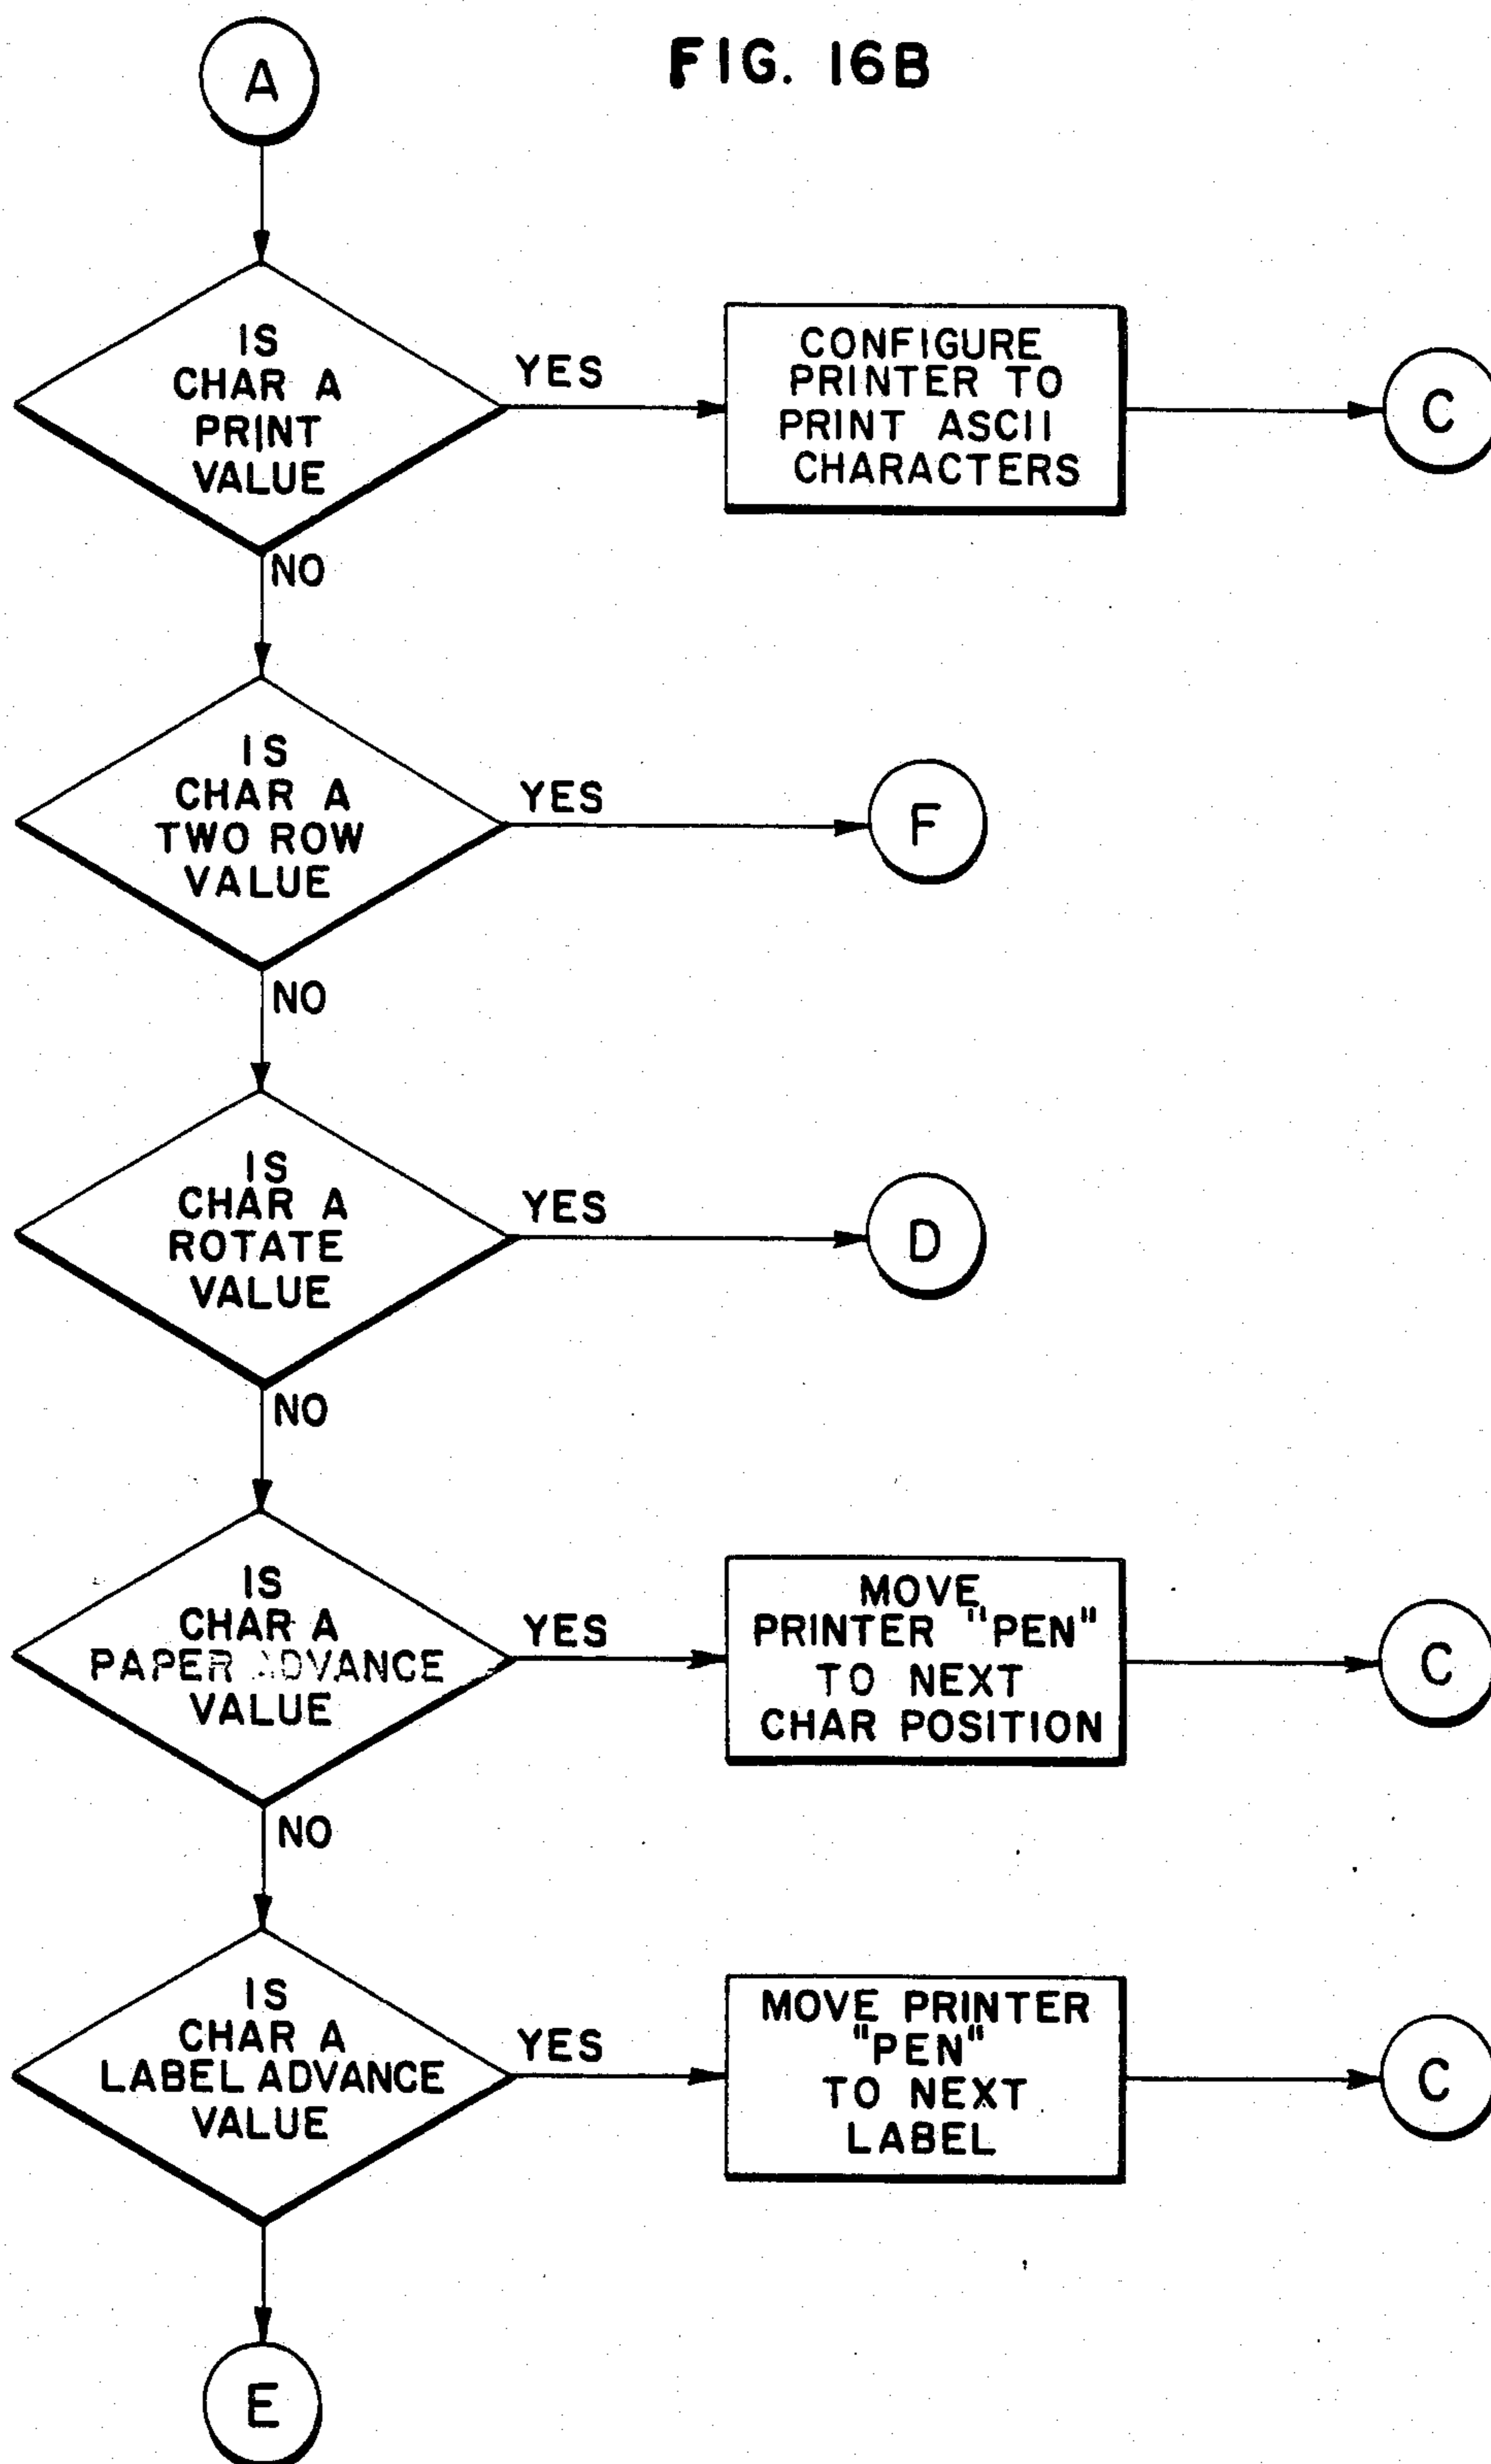 FIG. 16B
A
IS
CHAR A
PRINT
VALUE
YES
CONFIGURE
PRINTER TO
PRINT ASCII
CHARACTERS
C
NO
IS
CHAR A
TWO ROW
VALUE
YES
F
NO
IS
CHAR A
ROTATE
VALUE
YES
D
NO
IS
CHAR A
PAPER ADVANCE
VALUE
YES
MOVE
PRINTER "PEN"
TO NEXT
CHAR POSITION
C
NO
IS
CHAR A
LABEL ADVANCE
VALUE
YES
MOVE PRINTER
"PEN"
TO NEXT
LABEL
C
E